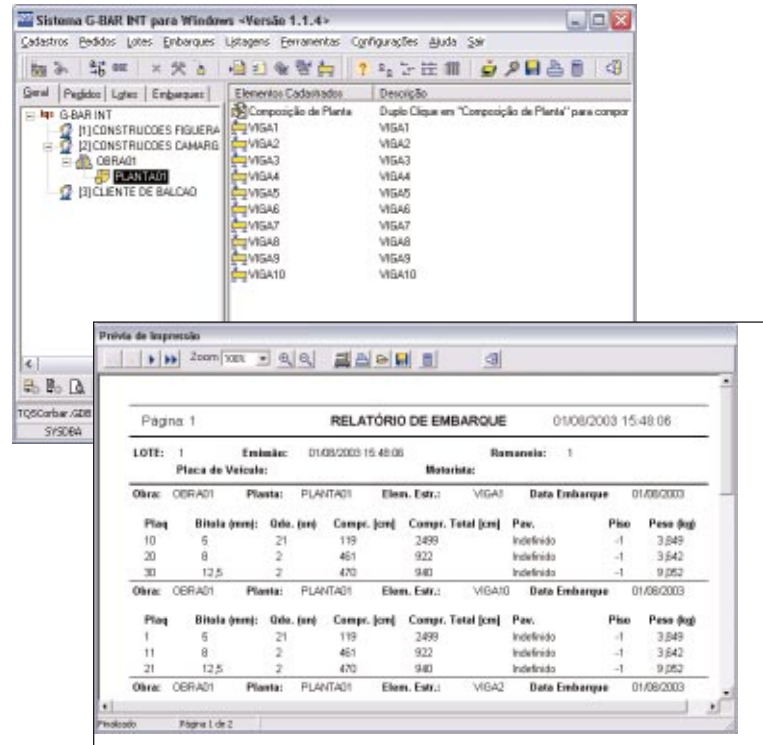 Sistema G-BAR INT para Windows <Versão 1.1.4>
Cadastros Pedidos Lotes Embarques Listagens Ferramentas Configurações Ajuda Sair
Geral Pedidos Lotes Embarques
Elementos Cadastrados Descrição
G-BAR INT
[1]CONSTRUCOES FIGUERA
[2]CONSTRUCOES CAMARG
OBRA01
PLANTA01
[3]CLIENTE DE BALCAO
Composição de Planta Duplo Clique em "Composição de Planta" para compor
VIGA1 VIGA1
VIGA2 VIGA2
VIGA3 VIGA3
VIGA4 VIGA4
VIGA5 VIGA5
VIGA6 VIGA6
VIGA7 VIGA7
VIGA8 VIGA8
VIGA9 VIGA9
VIGA10 VIGA10
TQSCorbar.GDB
SYSDBA
Prévia de Impressão
Zoom 100%
Página: 1 RELATÓRIO DE EMBARQUE 01/08/2003 15:48:06
LOTE: 1 Emissão: 01/08/2003 15:48:06 Romaneio: 1
Placa do Veículo: Motorista:
Obra: OBRA01 Planta: PLANTA01 Elem. Estr.: VIGA1 Data Embarque 01/08/2003
Plaq Bitola (mm): Qde. (un) Compr. [cm] Compr. Total [cm] Pav. Piso Peso (kg)
10 6 21 119 2499 Indefinido -1 3,849
20 8 2 461 922 Indefinido -1 3,642
30 12,5 2 470 940 Indefinido -1 9,052
Obra: OBRA01 Planta: PLANTA01 Elem. Estr.: VIGA10 Data Embarque 01/08/2003
Plaq Bitola (mm): Qde. (un) Compr. [cm] Compr. Total [cm] Pav. Piso Peso (kg)
1 6 21 119 2499 Indefinido -1 3,849
11 8 2 461 922 Indefinido -1 3,642
21 12,5 2 470 940 Indefinido -1 9,052
Obra: OBRA01 Planta: PLANTA01 Elem. Estr.: VIGA2 Data Embarque 01/08/2003
Finalizado Página 1 de 2